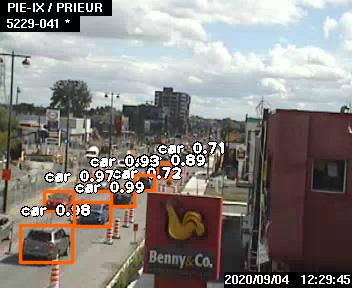 PIE-IX / PRIEUR
5229-041 *
car 0.71
car 0.93
car 0.89
car 0.97
car 0.72
car 0.99
car 0.98
Benny&Co.
2020/09/04 12:29:45